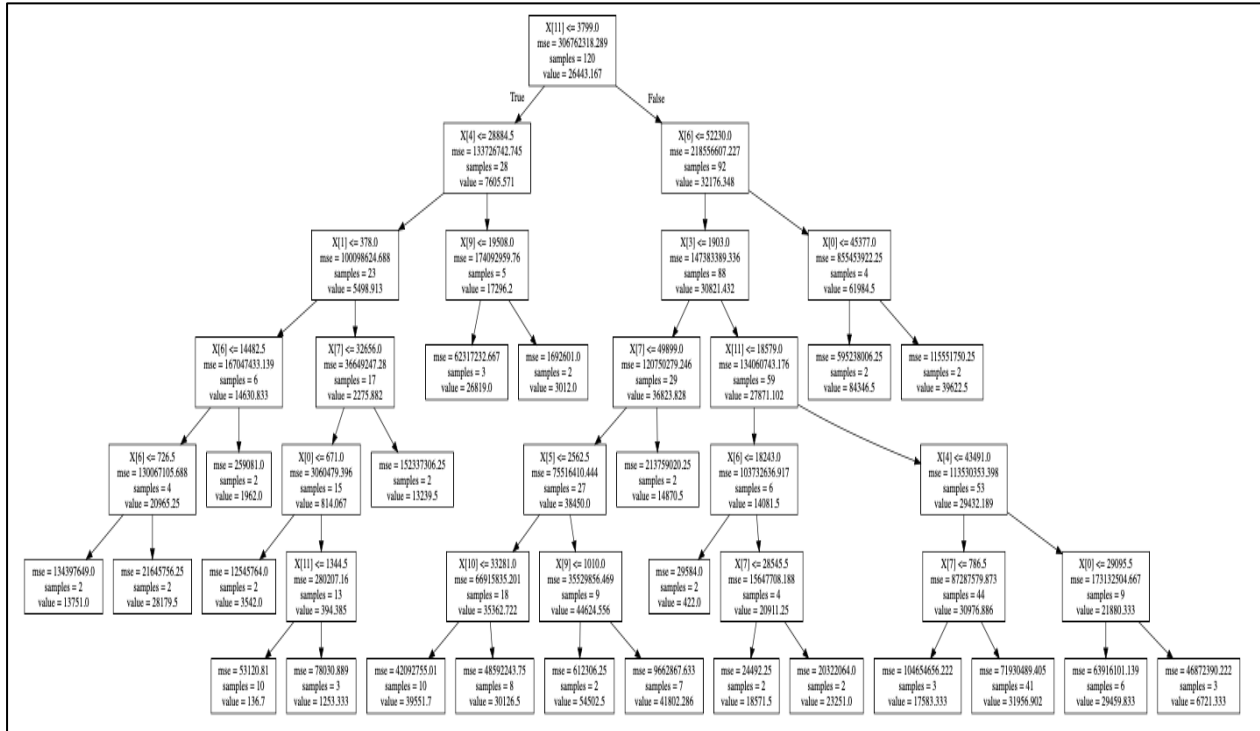 X[11] <= 3799.0
mse = 306762318.289
samples = 120
value = 26443.167
True
False
X[4] <= 28884.5
mse = 133726742.745
samples = 28
value = 7605.571
X[6] <= 52230.0
mse = 218556607.227
samples = 92
value = 32176.348
X[1] <= 378.0
mse = 100098624.688
samples = 23
value = 5498.913
X[9] <= 19508.0
mse = 174092959.76
samples = 5
value = 17296.2
X[3] <= 1903.0
mse = 147383389.336
samples = 88
value = 30821.432
X[0] <= 45377.0
mse = 855453922.25
samples = 4
value = 61984.5
X[6] <= 14482.5
mse = 167047433.139
samples = 6
value = 14630.833
X[7] <= 32656.0
mse = 36649247.28
samples = 17
value = 2275.882
mse = 62317232.667
samples = 3
value = 26819.0
mse = 1692601.0
samples = 2
value = 3012.0
X[7] <= 49899.0
mse = 120750279.246
samples = 29
value = 36823.828
X[11] <= 18579.0
mse = 134060743.176
samples = 59
value = 27871.102
mse = 595238006.25
samples = 2
value = 84346.5
mse = 115551750.25
samples = 2
value = 39622.5
X[6] <= 726.5
mse = 130067105.688
samples = 4
value = 20965.25
mse = 259081.0
samples = 2
value = 1962.0
X[0] <= 671.0
mse = 3060479.396
samples = 15
value = 814.067
mse = 152337306.25
samples = 2
value = 13239.5
X[5] <= 2562.5
mse = 75516410.444
samples = 27
value = 38450.0
mse = 213759020.25
samples = 2
value = 14870.5
X[6] <= 18243.0
mse = 103732636.917
samples = 6
value = 14081.5
X[4] <= 43491.0
mse = 113530353.398
samples = 53
value = 29432.189
mse = 134397649.0
samples = 2
value = 13751.0
mse = 21645756.25
samples = 2
value = 28179.5
mse = 12545764.0
samples = 2
value = 3542.0
X[11] <= 1344.5
mse = 280207.16
samples = 13
value = 394.385
X[10] <= 33281.0
mse = 66915835.201
samples = 18
value = 35362.722
X[9] <= 1010.0
mse = 35529856.469
samples = 9
value = 44624.556
mse = 29584.0
samples = 2
value = 422.0
X[7] <= 28545.5
mse = 15647708.188
samples = 4
value = 20911.25
X[7] <= 786.5
mse = 87287579.873
samples = 44
value = 30976.886
X[0] <= 29095.5
mse = 173132504.667
samples = 9
value = 21880.333
mse = 53120.81
samples = 10
value = 136.7
mse = 78030.889
samples = 3
value = 1253.333
mse = 42092755.01
samples = 10
value = 39551.7
mse = 48592243.75
samples = 8
value = 30126.5
mse = 612306.25
samples = 2
value = 54502.5
mse = 9662867.633
samples = 7
value = 41802.286
mse = 24492.25
samples = 2
value = 18571.5
mse = 20322064.0
samples = 2
value = 23251.0
mse = 104654656.222
samples = 3
value = 17583.333
mse = 71930489.405
samples = 41
value = 31956.902
mse = 63916101.139
samples = 6
value = 29459.833
mse = 46872390.222
samples = 3
value = 6721.333